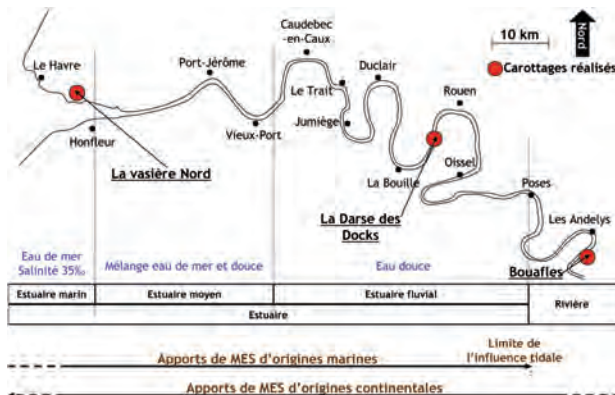 Caudebec
-en-Caux
10 km
Nord
Le Havre
Port-Jérôme
Duclair
Carottages réalisés
Le Trait
Rouen
Honfleur
Vieux-Port
Jumiège
La vasière Nord
La Bouille
Oissel
Poses
La Darse des
Docks
Les Andelys
Bouafles
Eau de mer
Salinité 35‰
Mélange eau de mer et douce
Eau douce
Estuaire marin
Estuaire moyen
Estuaire fluvial
Rivière
Estuaire
Limite de
l'influence tidale
Apports de MES d'origines marines
Apports de MES d'origines continentales